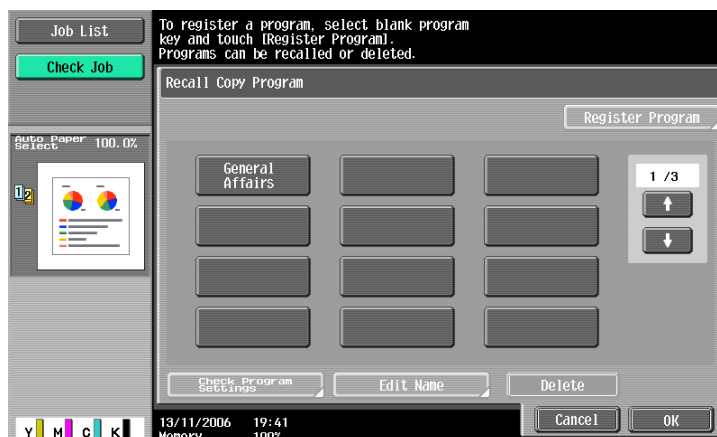 Job List
Check Job
To register a program, select blank program
key and touch [Register Program].
Programs can be recalled or deleted.
Recall Copy Program
Register Program
Auto Paper
Select
100.0%
1 2
General
Affairs
1 /3
Check Program
Settings
Edit Name
Delete
Cancel
OK
13/11/2006 19:41
Memory 100%
Y M C K